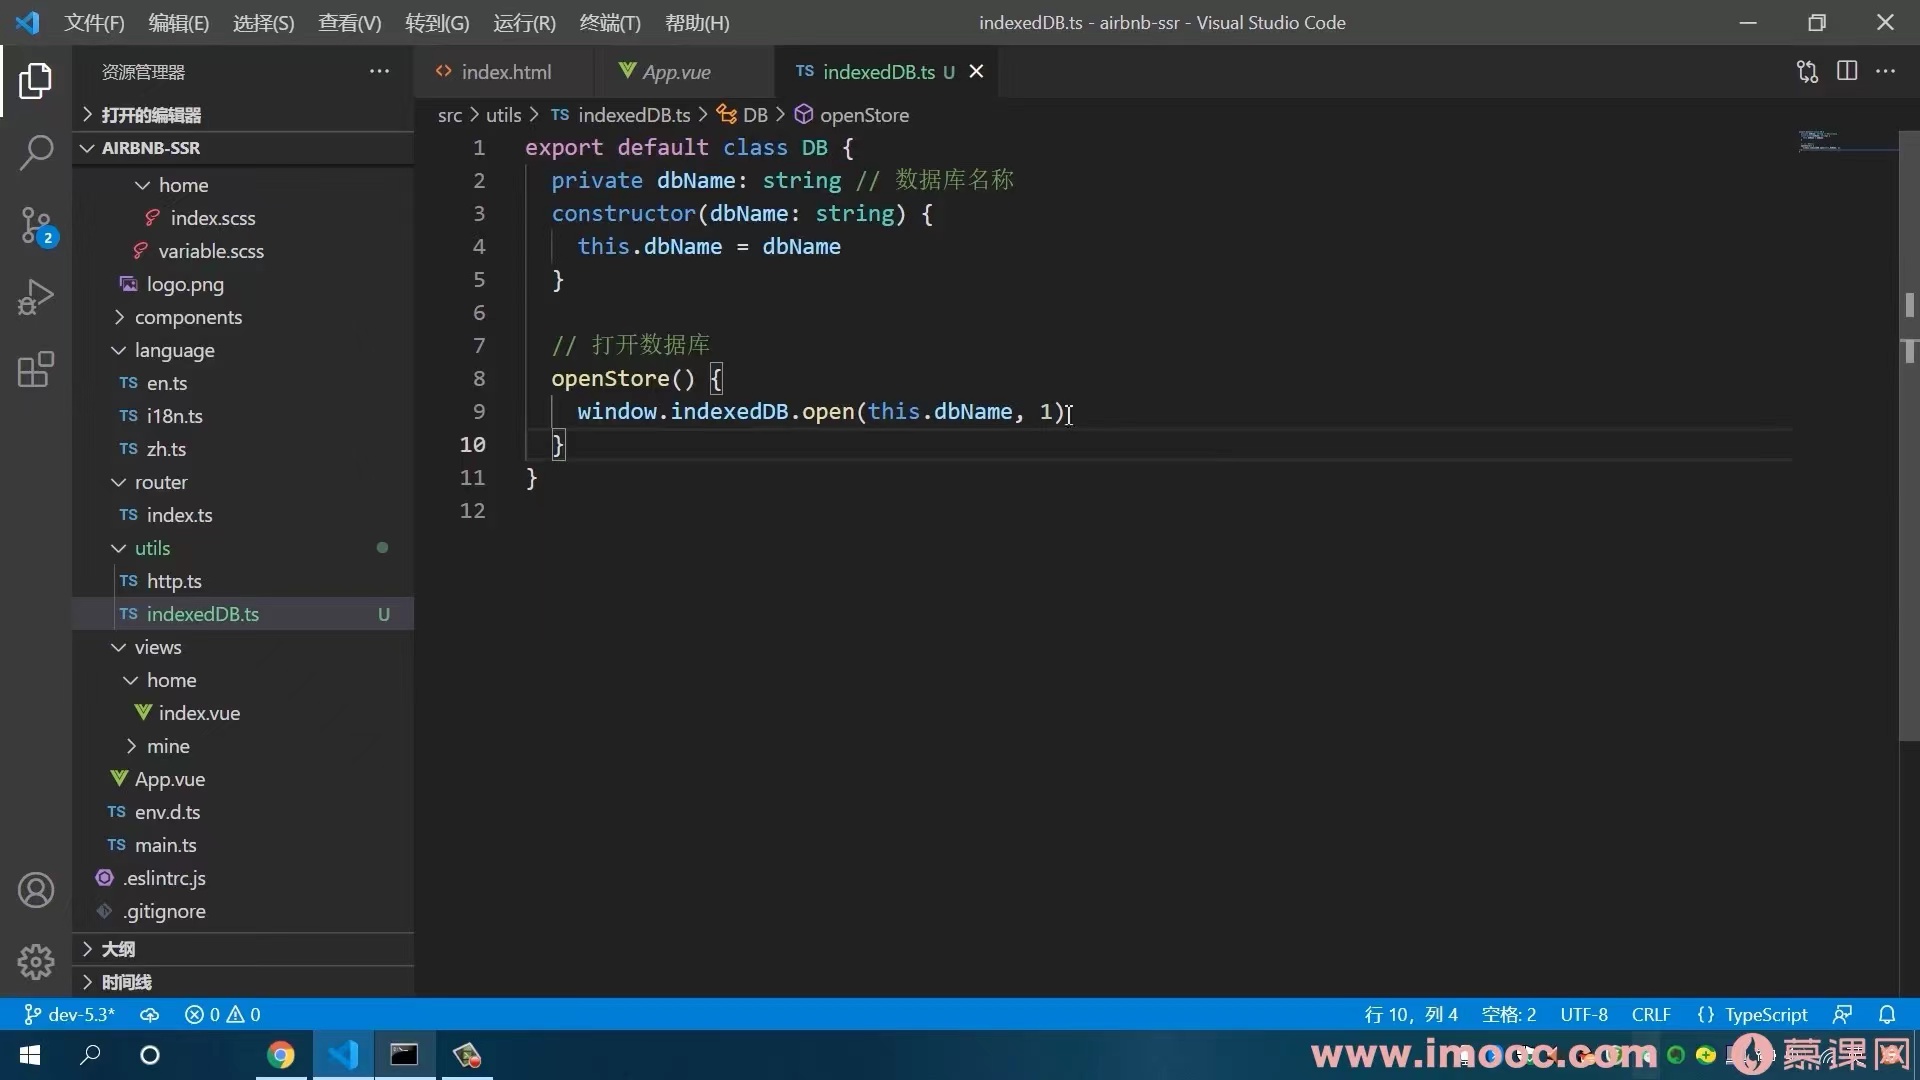 文件(F) 编辑(E) 选择(S) 查看(V) 转到(G) 运行(R) 终端(T) 帮助(H) indexedDB.ts - airbnb-ssr - Visual Studio Code
资源管理器
index.html
App.vue
TS indexedDB.ts U
打开的编辑器
src > utils > TS indexedDB.ts > DB > openStore
AIRBNB-SSR
home
index.scss
variable.scss
logo.png
components
language
TS en.ts
TS i18n.ts
TS zh.ts
router
TS index.ts
utils
TS http.ts
TS indexedDB.ts U
views
home
index.vue
mine
App.vue
TS env.d.ts
TS main.ts
.eslintrc.js
.gitignore
大纲
时间线
1 export default class DB {
2 private dbName: string // 数据库名称
3 constructor(dbName: string) {
4 this.dbName = dbName
5 }
6
7 // 打开数据库
8 openStore() {
9 window.indexedDB.open(this.dbName, 1)
10 }
11 }
12
2
dev-5.3* 0 0 行 10，列 4 空格: 2 UTF-8 CRLF {} TypeScript
www.imooc.com 慕课网